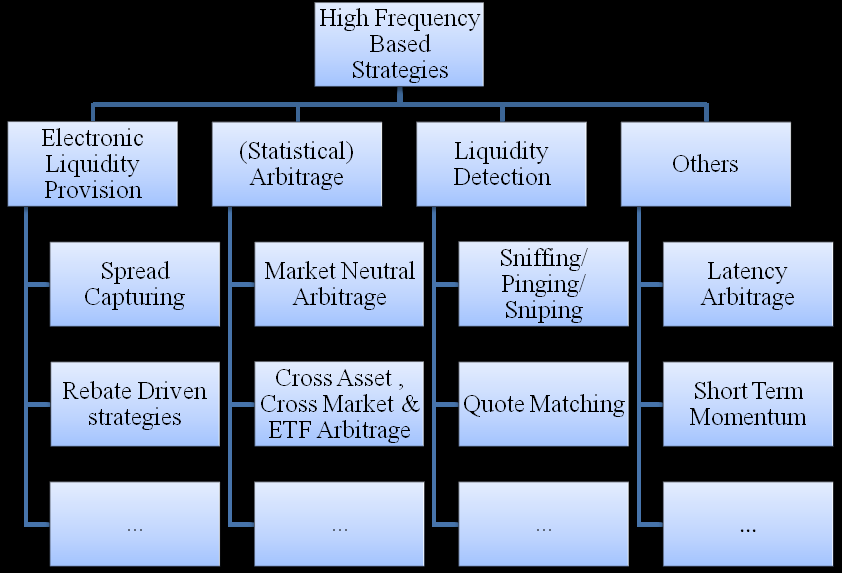 High Frequency
Based
Strategies
Electronic
Liquidity
Provision
(Statistical)
Arbitrage
Liquidity
Detection
Others
Spread
Capturing
Market Neutral
Arbitrage
Sniffing/
Pinging/
Sniping
Latency
Arbitrage
Rebate Driven
strategies
Cross Asset ,
Cross Market &
ETF Arbitrage
Quote Matching
Short Term
Momentum
...
...
...
...